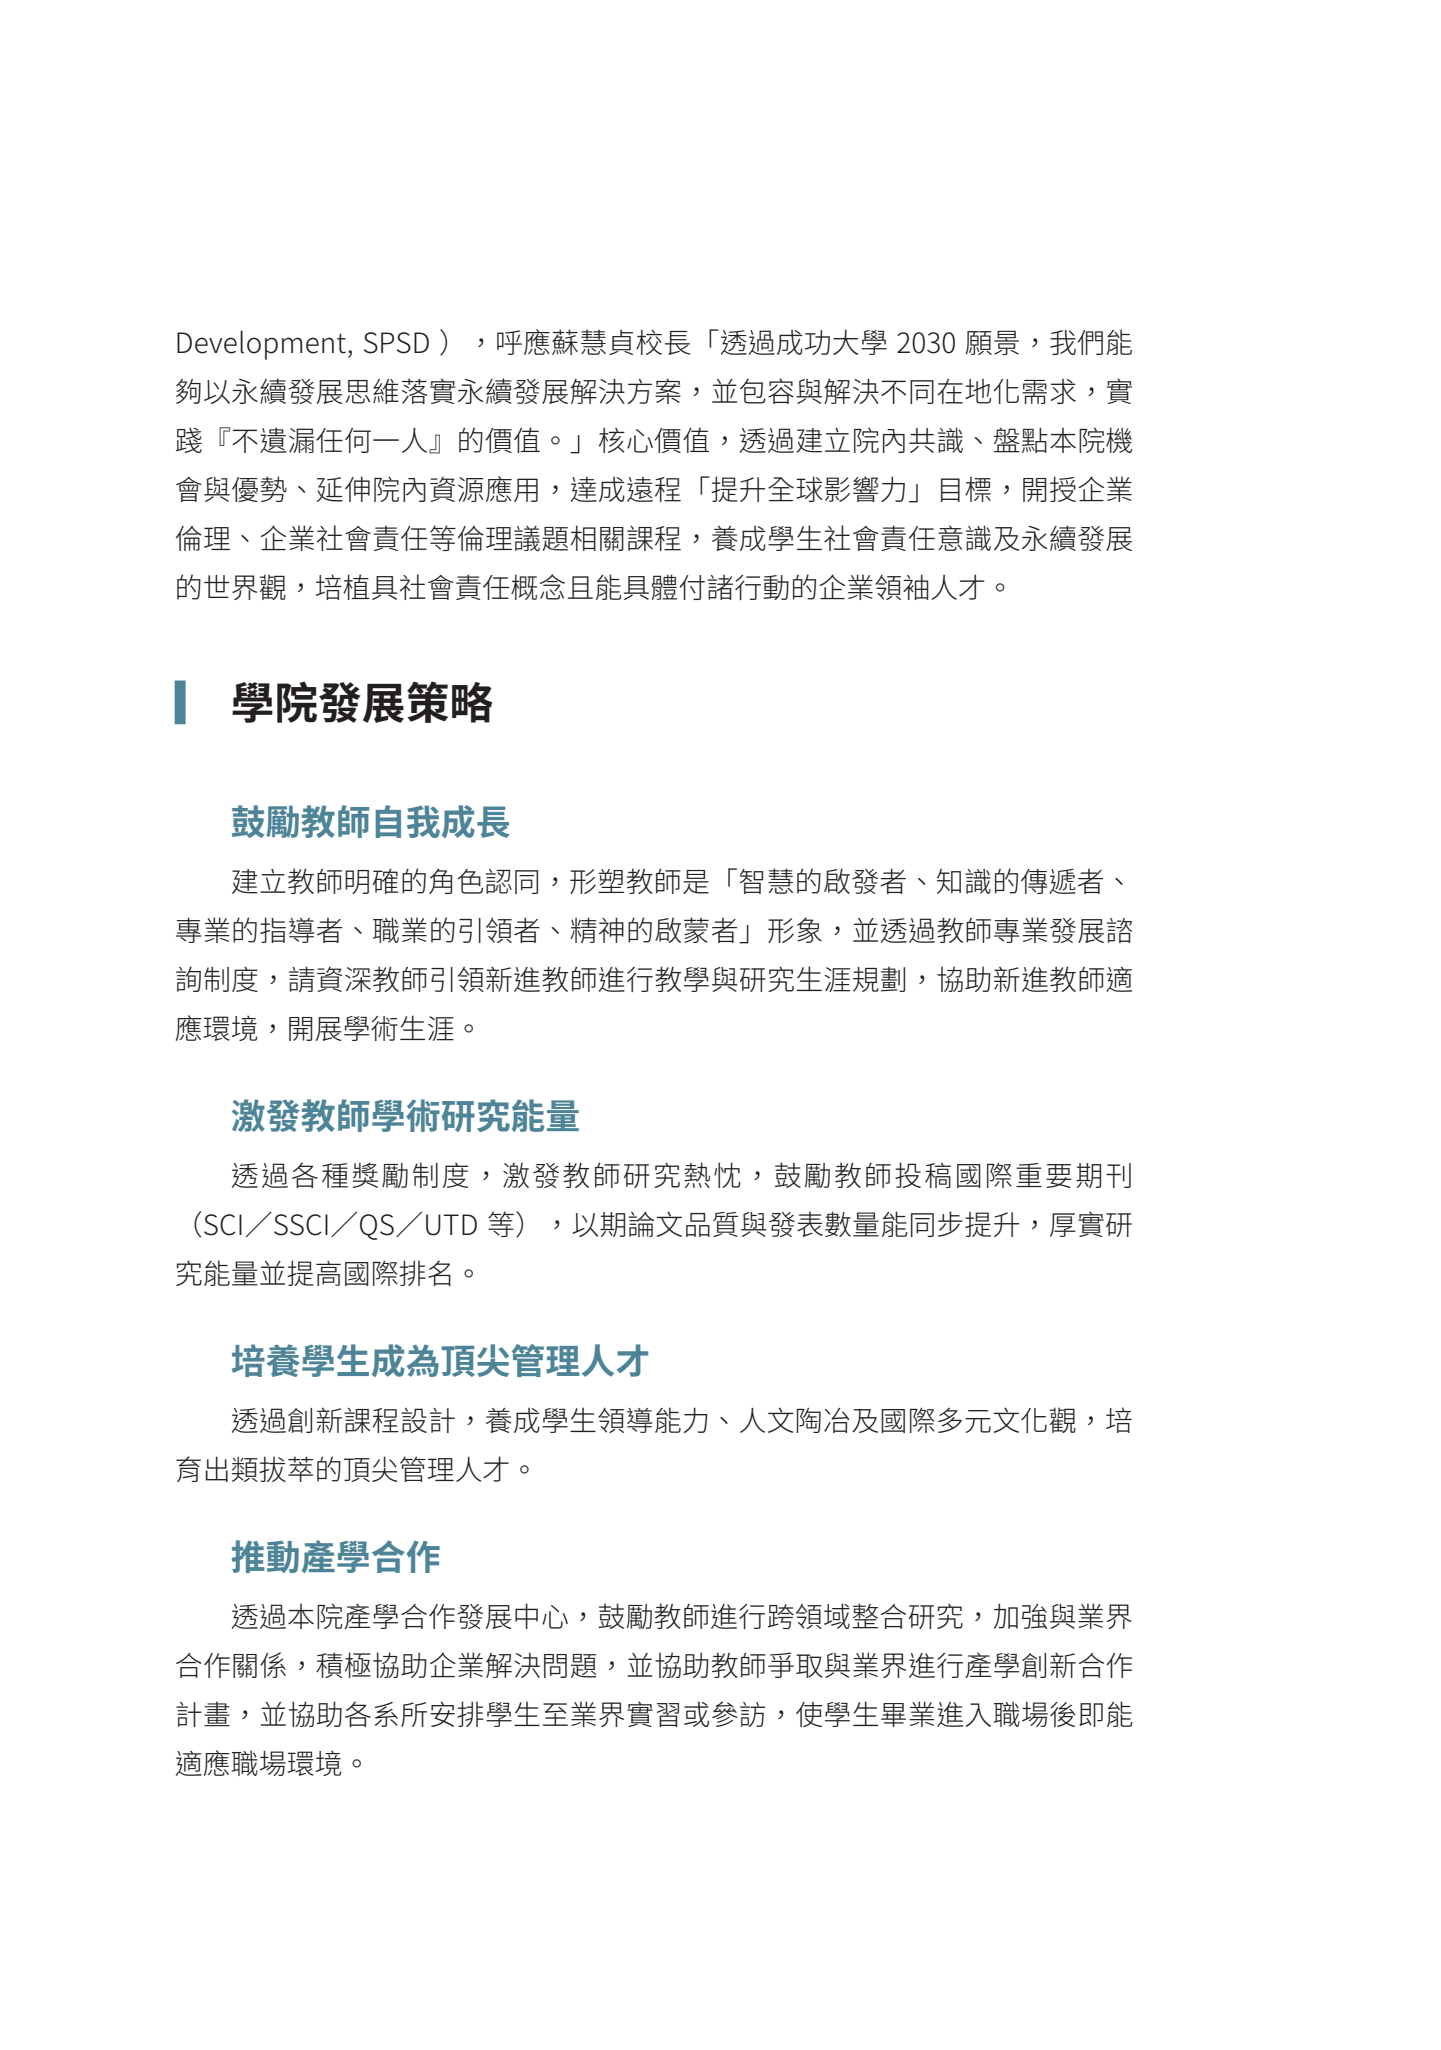 Development, SPSD ），呼應蘇慧貞校長「透過成功大學 2030 願景，我們能
夠以永續發展思維落實永續發展解決方案，並包容與解決不同在地化需求，實
踐『不遺漏任何一人』的價值。」核心價值，透過建立院內共識、盤點本院機
會與優勢、延伸院內資源應用，達成遠程「提升全球影響力」目標，開授企業
倫理、企業社會責任等倫理議題相關課程，養成學生社會責任意識及永續發展
的世界觀，培植具社會責任概念且能具體付諸行動的企業領袖人才。
學院發展策略
鼓勵教師自我成長
建立教師明確的角色認同，形塑教師是「智慧的啟發者、知識的傳遞者、
專業的指導者、職業的引領者、精神的啟蒙者」形象，並透過教師專業發展諮
詢制度，請資深教師引領新進教師進行教學與研究生涯規劃，協助新進教師適
應環境，開展學術生涯。
激發教師學術研究能量
透過各種獎勵制度，激發教師研究熱忱，鼓勵教師投稿國際重要期刊
（SCI／SSCI／QS／UTD 等），以期論文品質與發表數量能同步提升，厚實研
究能量並提高國際排名。
培養學生成為頂尖管理人才
透過創新課程設計，養成學生領導能力、人文陶冶及國際多元文化觀，培
育出類拔萃的頂尖管理人才。
推動產學合作
透過本院產學合作發展中心，鼓勵教師進行跨領域整合研究，加強與業界
合作關係，積極協助企業解決問題，並協助教師爭取與業界進行產學創新合作
計畫，並協助各系所安排學生至業界實習或參訪，使學生畢業進入職場後即能
適應職場環境。